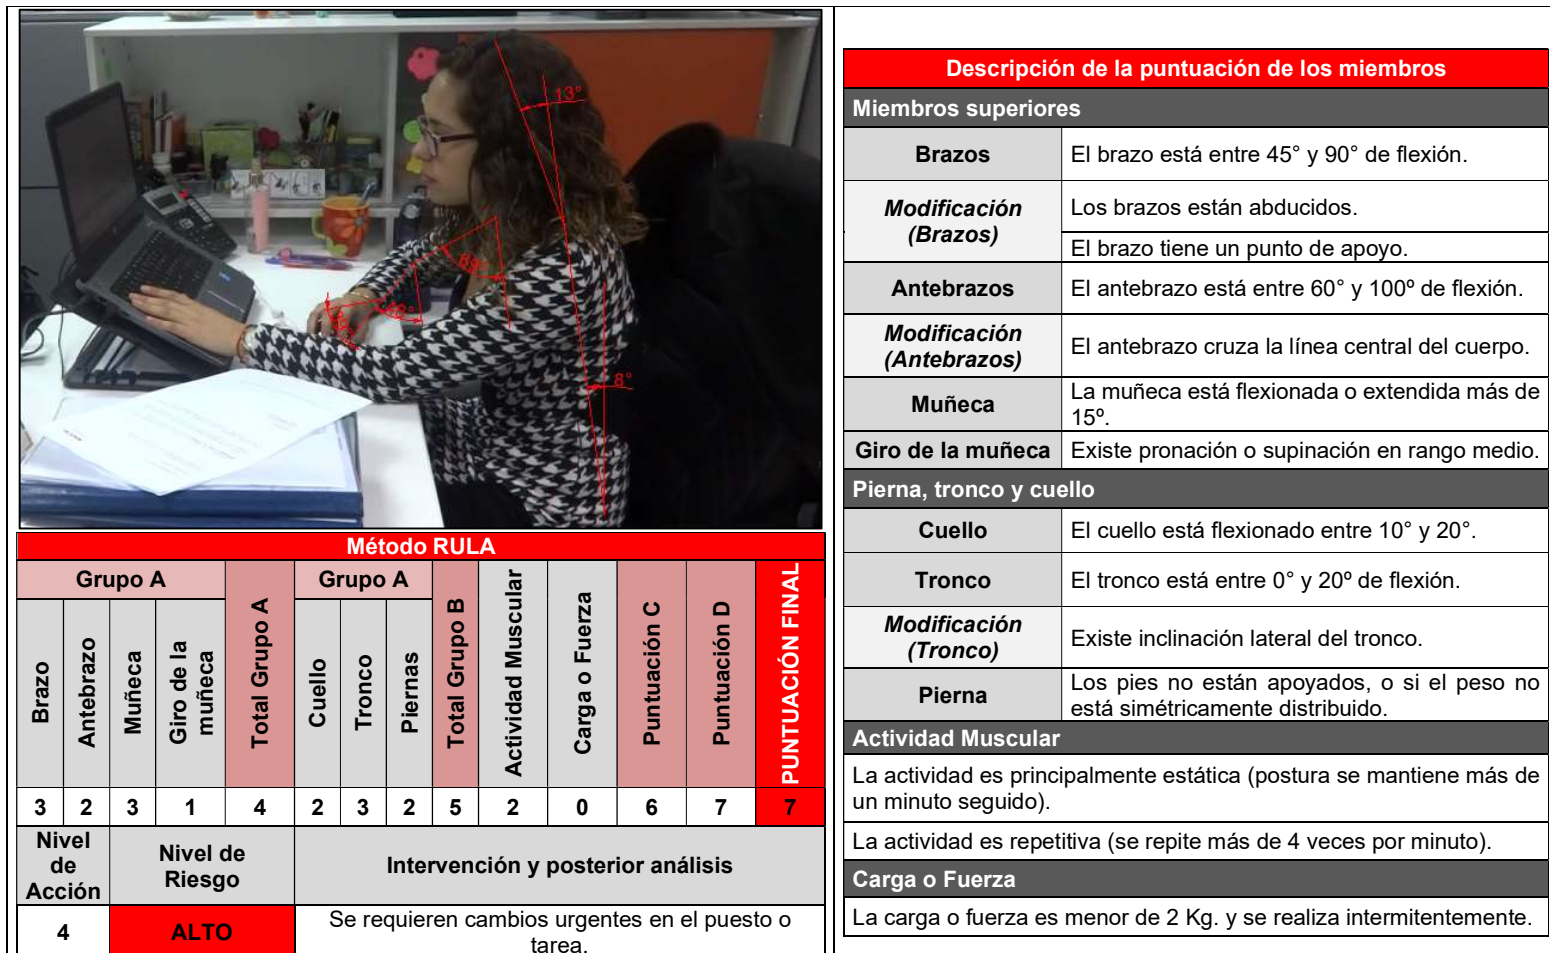 13°
69°
8°
Método RULA
Grupo A
Grupo A
Brazo
Antebrazo
Muñeca
Giro de la
muñeca
Total Grupo A
Cuello
Tronco
Piernas
Total Grupo B
Actividad Muscular
Carga o Fuerza
Puntuación C
Puntuación D
PUNTUACIÓN FINAL
3 2 3 1 4 2 3 2 5 2 0 6 7 7
Nivel
de
Acción
Nivel de
Riesgo
Intervención y posterior análisis
4
ALTO
Se requieren cambios urgentes en el puesto o
tarea.
Descripción de la puntuación de los miembros
Miembros superiores
Brazos
El brazo está entre 45° y 90° de flexión.
Modificación
(Brazos)
Los brazos están abducidos.
El brazo tiene un punto de apoyo.
Antebrazos
El antebrazo está entre 60° y 100º de flexión.
Modificación
(Antebrazos)
El antebrazo cruza la línea central del cuerpo.
Muñeca
La muñeca está flexionada o extendida más de
15º.
Giro de la muñeca
Existe pronación o supinación en rango medio.
Pierna, tronco y cuello
Cuello
El cuello está flexionado entre 10° y 20°.
Tronco
El tronco está entre 0° y 20º de flexión.
Modificación
(Tronco)
Existe inclinación lateral del tronco.
Pierna
Los pies no están apoyados, o si el peso no
está simétricamente distribuido.
Actividad Muscular
La actividad es principalmente estática (postura se mantiene más de
un minuto seguido).
La actividad es repetitiva (se repite más de 4 veces por minuto).
Carga o Fuerza
La carga o fuerza es menor de 2 Kg. y se realiza intermitentemente.